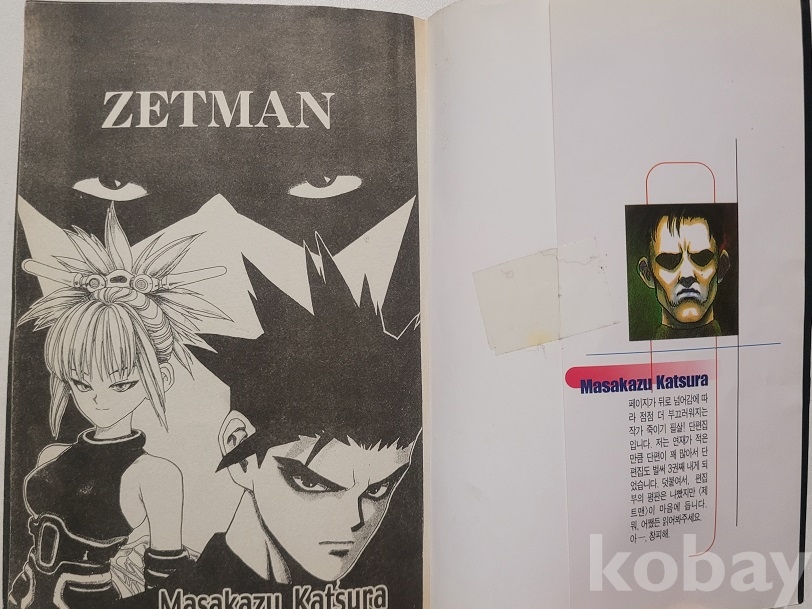 ZETMAN
Masakazu Katsura
Masakazu Katsura
페이지가 뒤로 넘어감에 따
라 점점 더 부끄러워지는
작가 죽이기 필살! 단편집
입니다. 저는 연재가 적은
만큼 단편이 꽤 많아서 단
편집도 벌써 3권째 내게 되
었습니다. 덧붙여서, 편집
부의 평판은 나빴지만 〈제
트맨〉이 마음에 듭니다.
뭐, 어쨌든 읽어봐주세요.
아―, 창피해.
kobay